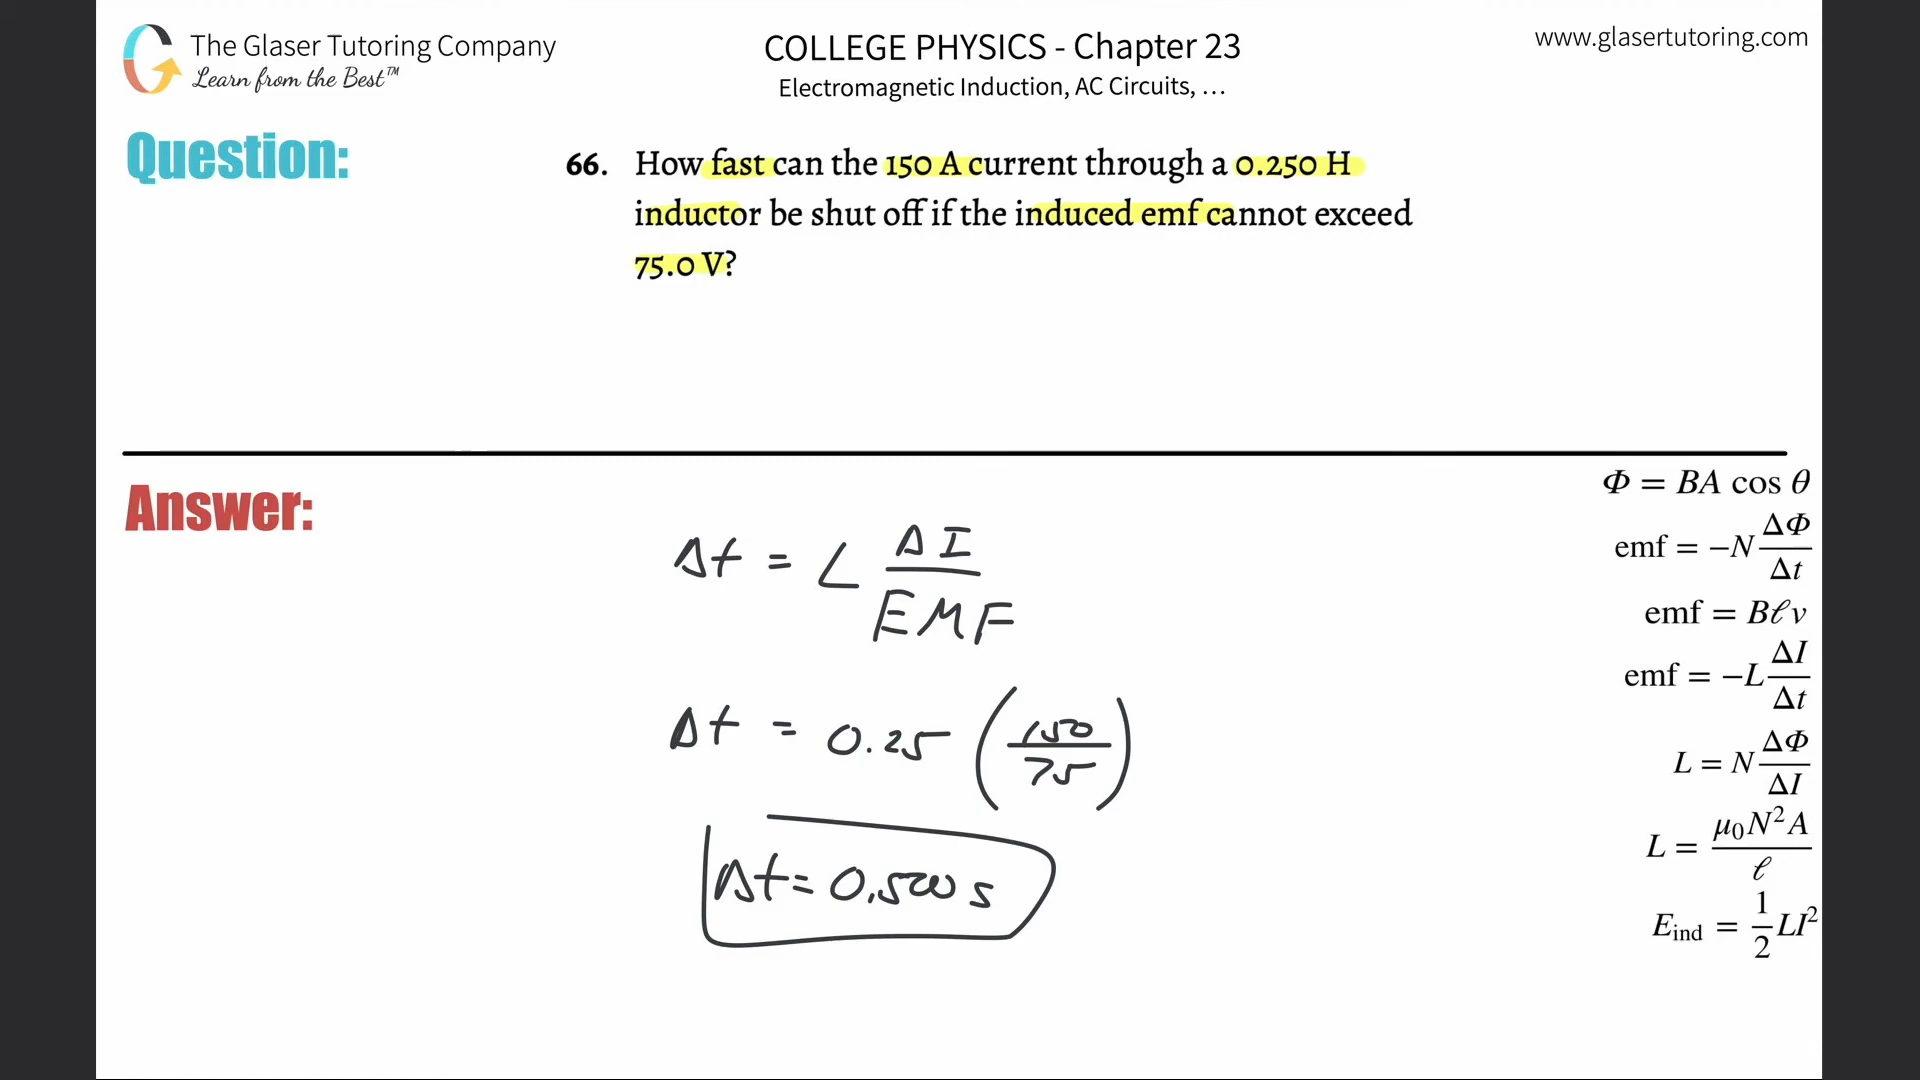 The Glaser Tutoring Company
Learn from the Best™
COLLEGE PHYSICS - Chapter 23
Electromagnetic Induction, AC Circuits, …
www.glasertutoring.com
Question:
66. How fast can the 150 A current through a 0.250 H
inductor be shut off if the induced emf cannot exceed
75.0 V?
Answer:
Δt = L ΔI / EMF
Δt = 0.25 (150 / 75)
Δt = 0.500 s
Φ = BA cos θ
emf = −N ΔΦ / Δt
emf = Bℓv
emf = −L ΔI / Δt
L = N ΔΦ / ΔI
L = μ₀N²A / ℓ
E_ind = 1/2 LI²